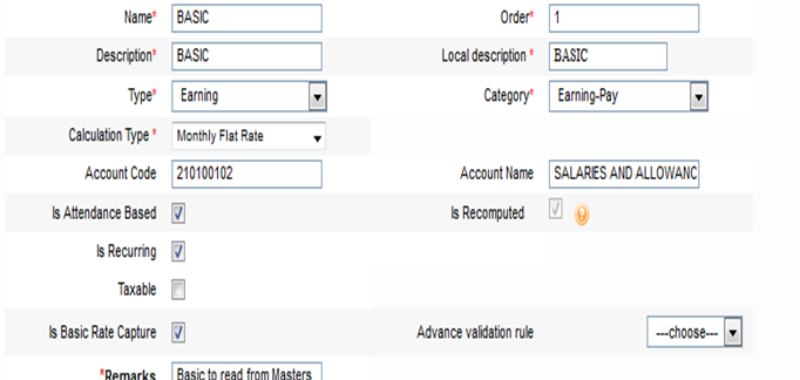 Name* BASIC Order* 1
Description* BASIC Local description * BASIC
Type* Earning Category* Earning-Pay
Calculation Type * Monthly Flat Rate
Account Code 210100102 Account Name SALARIES AND ALLOWANC
Is Attendance Based Is Recomputed ?
Is Recurring
Taxable
Is Basic Rate Capture Advance validation rule ---choose---
*Remarks Basic to read from Masters